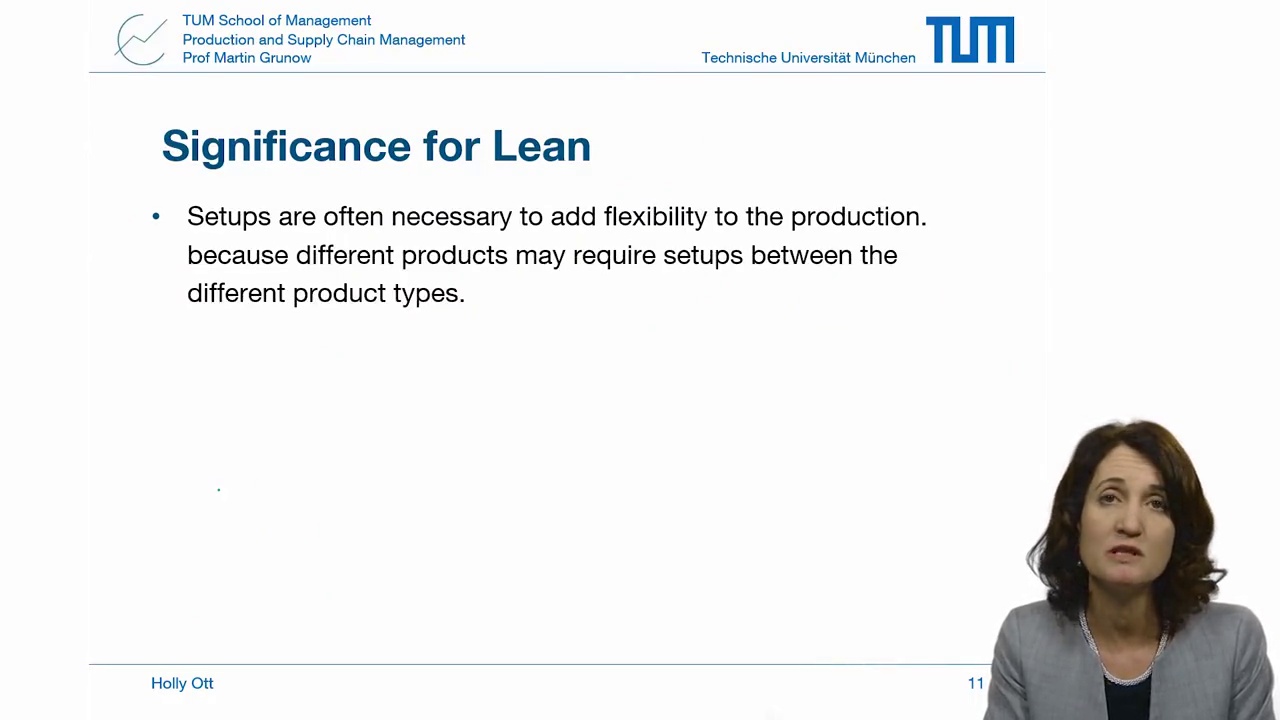 TUM School of Management
Production and Supply Chain Management
Prof Martin Grunow
Technische Universität München
TUM
Significance for Lean
• Setups are often necessary to add flexibility to the production.
because different products may require setups between the
different product types.
Holly Ott
11